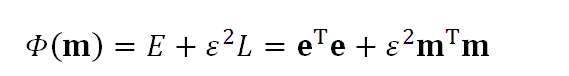 Φ(𝐦) = E + ε²L = 𝐞ᵀ𝐞 + ε²𝐦ᵀ𝐦